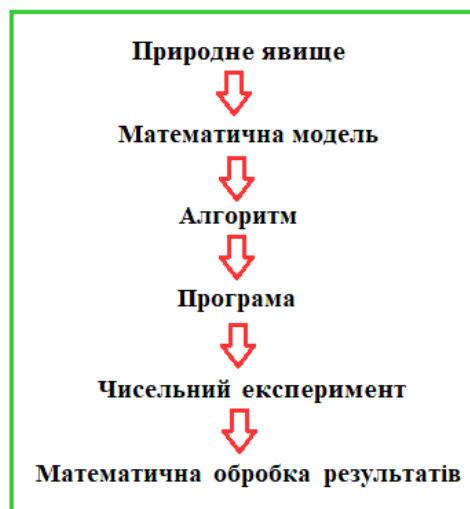 Природне явище
Математична модель
Алгоритм
Програма
Чисельний експеримент
Математична обробка результатів